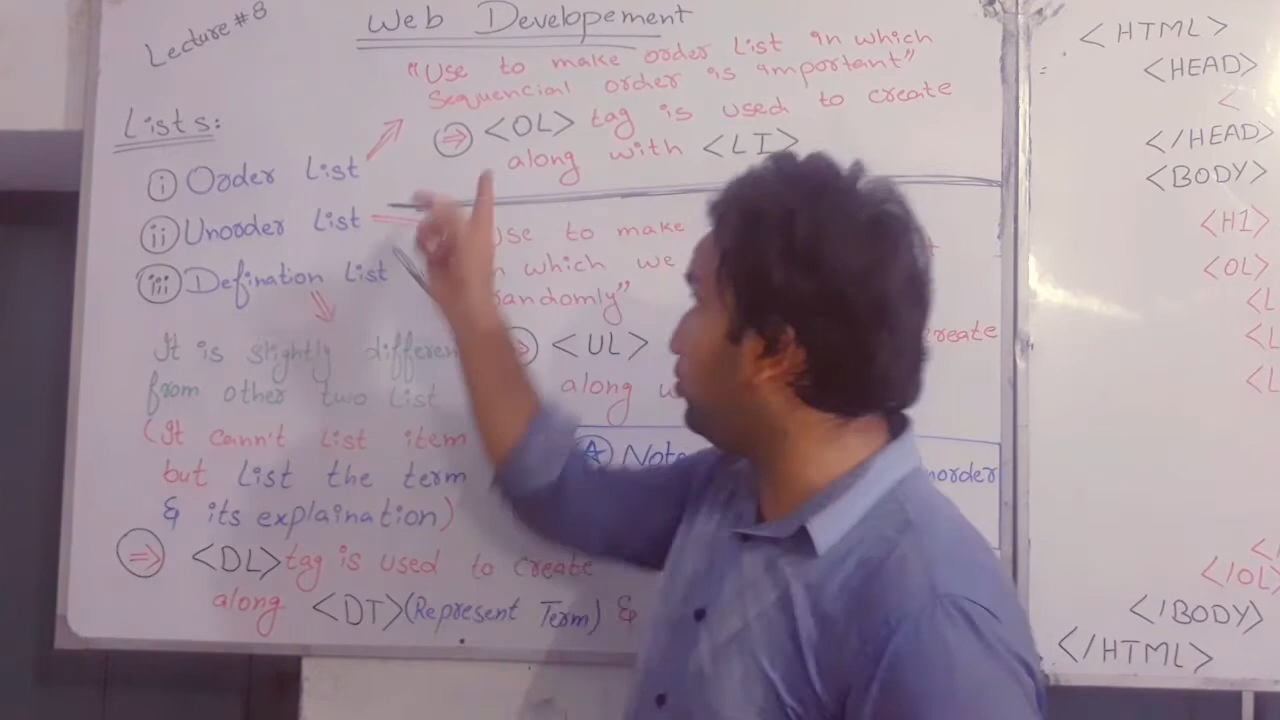 Lecture # 8
Web Developement
Lists:
(i) Order List
(ii) Unorder List
(iii) Defination List
"Use to make order List in which
Sequencial order is important"
⇒ <OL> tag is used to create
along with <LI>
use to make
which we
Randomly"
<UL>
create
along
Note
norder
It is slightly
from other two List
(It cann't List item
but List the term
& its explaination)
⇒ <DL> tag is used to create
along <DT>(Represent Term) &
<HTML>
<HEAD>
<
</HEAD>
<BODY>
<H1>
<OL>
<L
<L
<L
</
</OL>
</BODY>
</HTML>